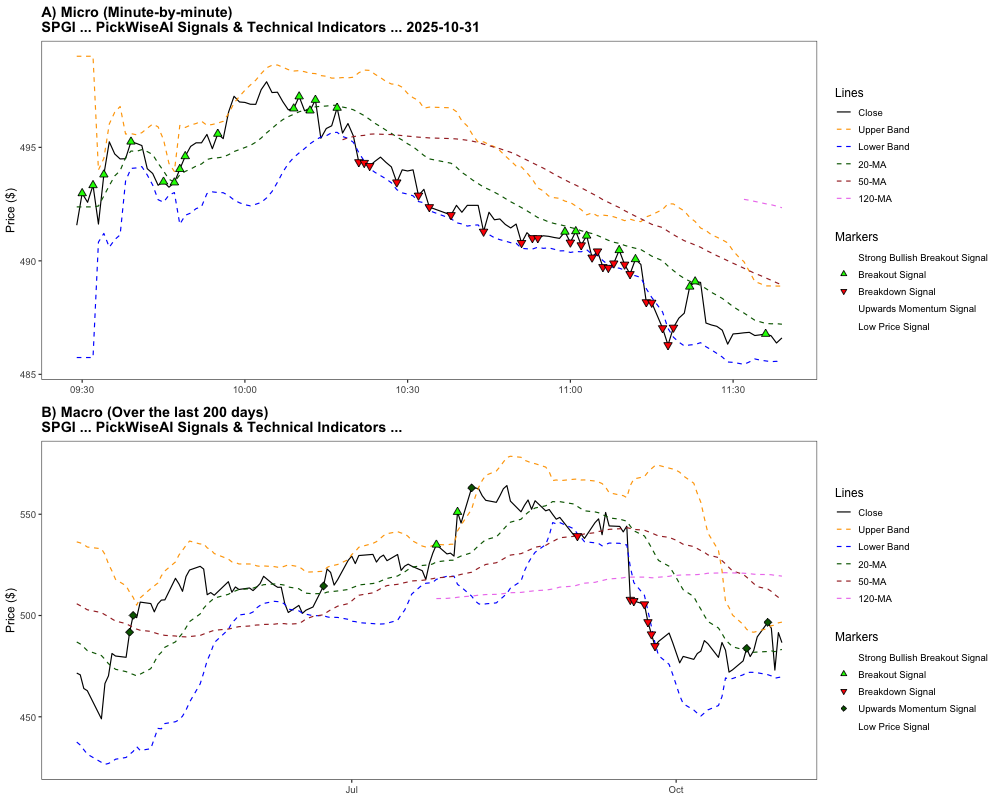 A) Micro (Minute-by-minute)
SPGI ... PickWiseAI Signals & Technical Indicators ... 2025-10-31
Price ($)
495
490
485
09:30
10:00
10:30
11:00
11:30
Lines
Close
Upper Band
Lower Band
20-MA
50-MA
120-MA
Markers
Strong Bullish Breakout Signal
Breakout Signal
Breakdown Signal
Upwards Momentum Signal
Low Price Signal
B) Macro (Over the last 200 days)
SPGI ... PickWiseAI Signals & Technical Indicators ...
Price ($)
550
500
450
Jul
Oct
Lines
Close
Upper Band
Lower Band
20-MA
50-MA
120-MA
Markers
Strong Bullish Breakout Signal
Breakout Signal
Breakdown Signal
Upwards Momentum Signal
Low Price Signal